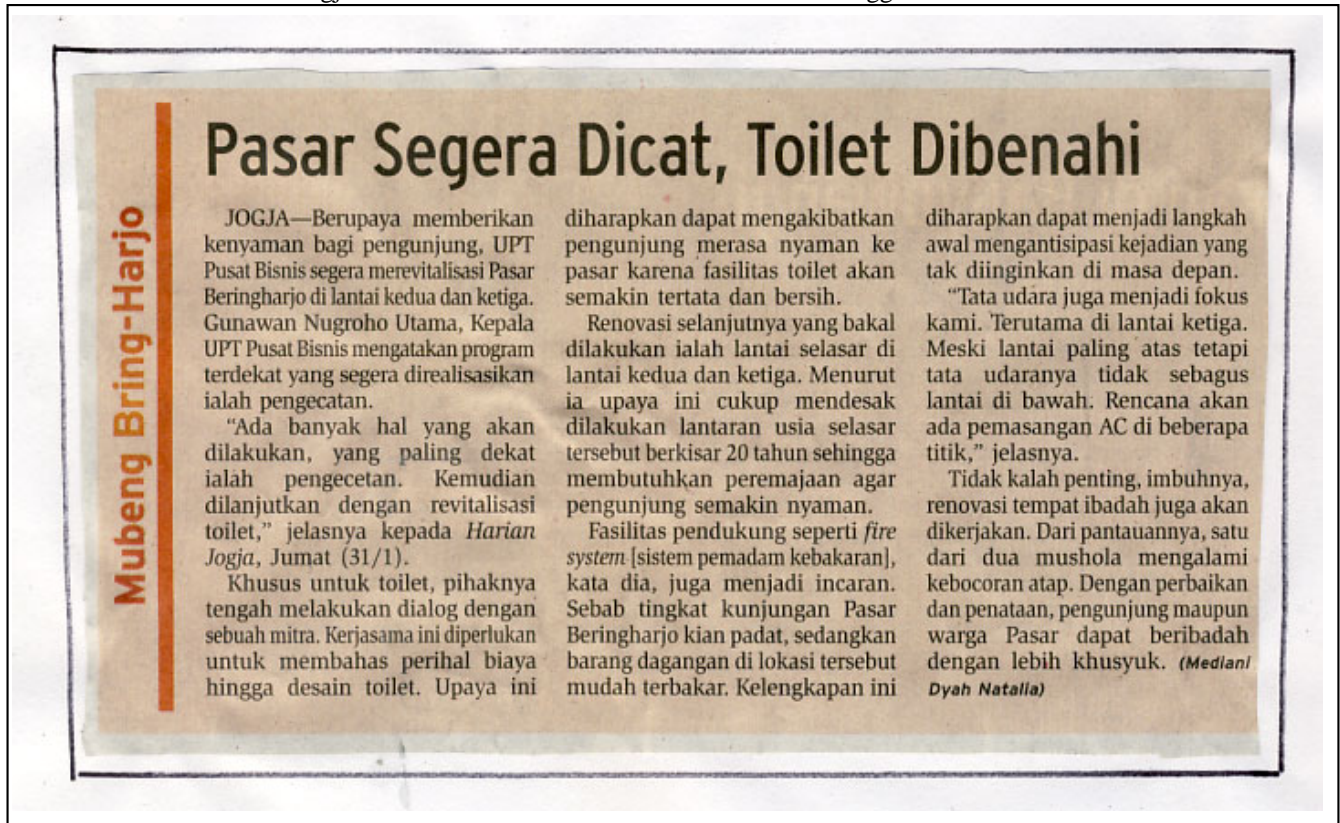 Mubeng Bring-Harjo
Pasar Segera Dicat, Toilet Dibenahi
JOGJA—Berupaya memberikan
kenyaman bagi pengunjung, UPT
Pusat Bisnis segera merevitalisasi Pasar
Beringharjo di lantai kedua dan ketiga.
Gunawan Nugroho Utama, Kepala
UPT Pusat Bisnis mengatakan program
terdekat yang segera direalisasikan
ialah pengecatan.
“Ada banyak hal yang akan
dilakukan, yang paling dekat
ialah pengecetan. Kemudian
dilanjutkan dengan revitalisasi
toilet,” jelasnya kepada Harian
Jogja, Jumat (31/1).
Khusus untuk toilet, pihaknya
tengah melakukan dialog dengan
sebuah mitra. Kerjasama ini diperlukan
untuk membahas perihal biaya
hingga desain toilet. Upaya ini
diharapkan dapat mengakibatkan
pengunjung merasa nyaman ke
pasar karena fasilitas toilet akan
semakin tertata dan bersih.
Renovasi selanjutnya yang bakal
dilakukan ialah lantai selasar di
lantai kedua dan ketiga. Menurut
ia upaya ini cukup mendesak
dilakukan lantaran usia selasar
tersebut berkisar 20 tahun sehingga
membutuhkan peremajaan agar
pengunjung semakin nyaman.
Fasilitas pendukung seperti fire
system [sistem pemadam kebakaran],
kata dia, juga menjadi incaran.
Sebab tingkat kunjungan Pasar
Beringharjo kian padat, sedangkan
barang dagangan di lokasi tersebut
mudah terbakar. Kelengkapan ini
diharapkan dapat menjadi langkah
awal mengantisipasi kejadian yang
tak diinginkan di masa depan.
“Tata udara juga menjadi fokus
kami. Terutama di lantai ketiga.
Meski lantai paling atas tetapi
tata udaranya tidak sebagus
lantai di bawah. Rencana akan
ada pemasangan AC di beberapa
titik,” jelasnya.
Tidak kalah penting, imbuhnya,
renovasi tempat ibadah juga akan
dikerjakan. Dari pantauannya, satu
dari dua mushola mengalami
kebocoran atap. Dengan perbaikan
dan penataan, pengunjung maupun
warga Pasar dapat beribadah
dengan lebih khusyuk. (Mediani
Dyah Natalia)